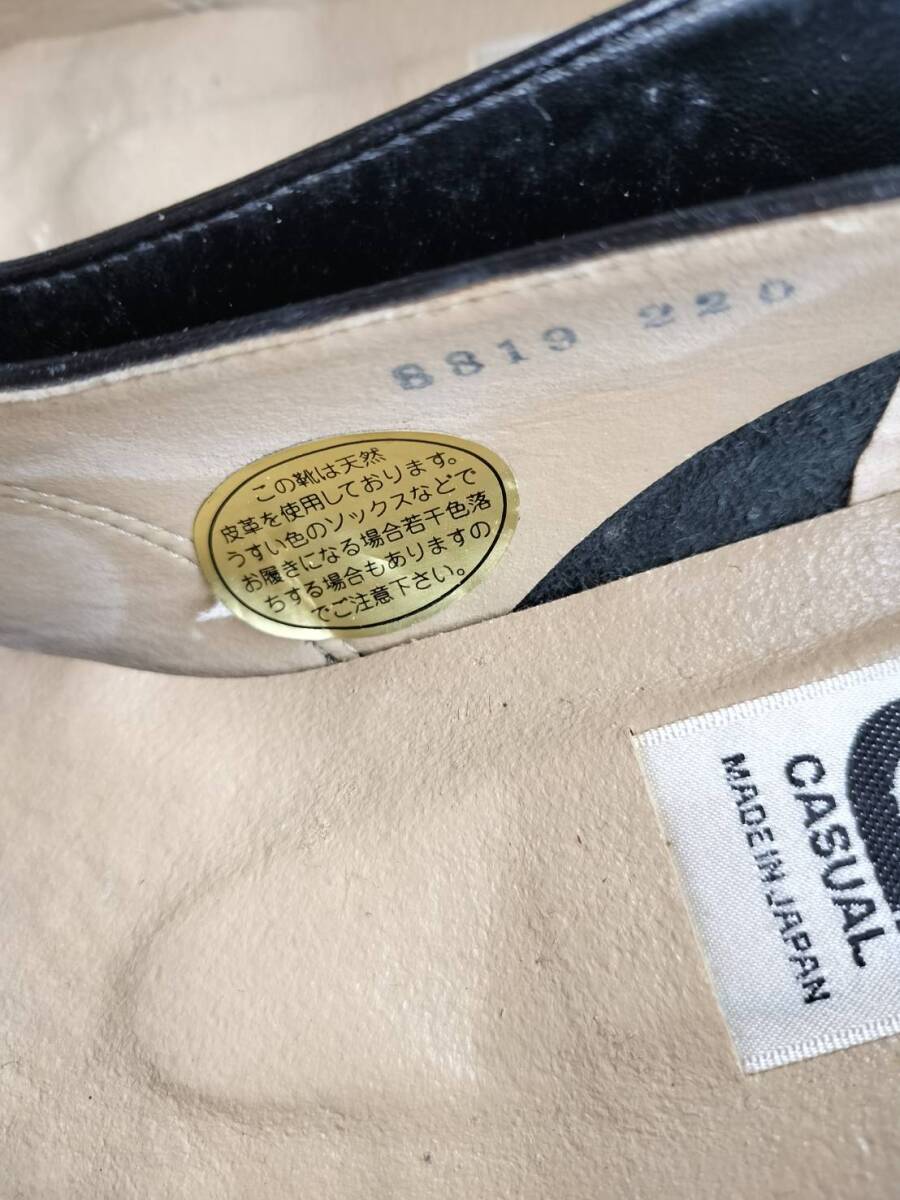 8819 220
この靴は天然
皮革を使用しております。
うすい色のソックスなどで
お履きになる場合若干色落
ちする場合もありますの
でご注意下さい。
CASUAL
MADE IN JAPAN